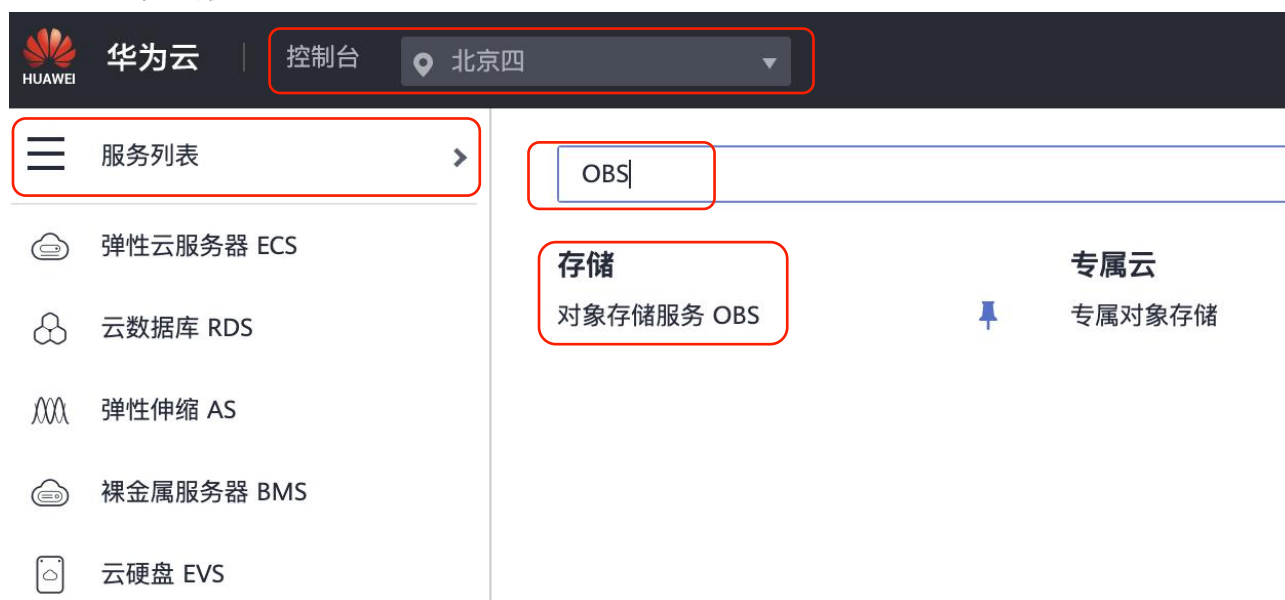 HUAWEI 华为云 控制台 北京四
服务列表
OBS
弹性云服务器 ECS
云数据库 RDS
弹性伸缩 AS
裸金属服务器 BMS
云硬盘 EVS
存储
对象存储服务 OBS
专属云
专属对象存储